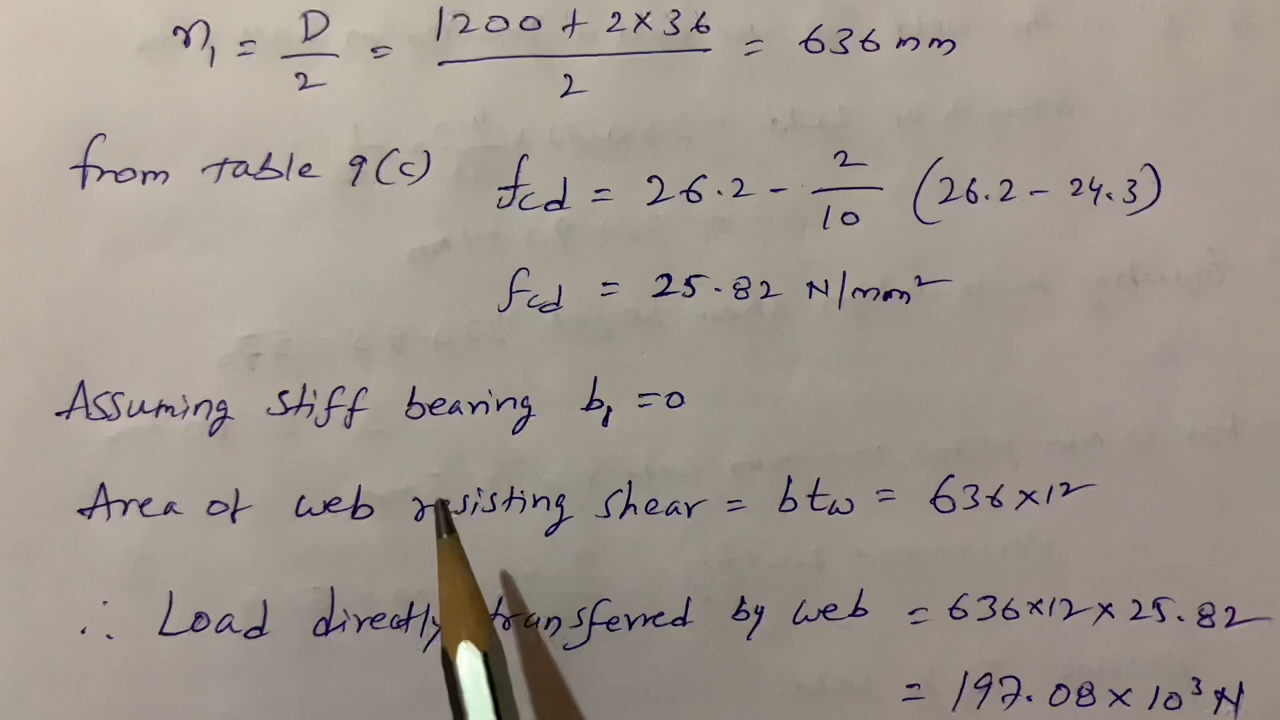 n₁ = D/2 = (1200 + 2×36)/2 = 636 mm
from table 9(c) fcd = 26.2 - 2/10 (26.2 - 24.3)
fcd = 25.82 N/mm²
Assuming stiff bearing b₁ = 0
Area of web resisting shear = btw = 636×12
∴ Load directly transferred by web = 636×12×25.82
= 197.08×10³ N